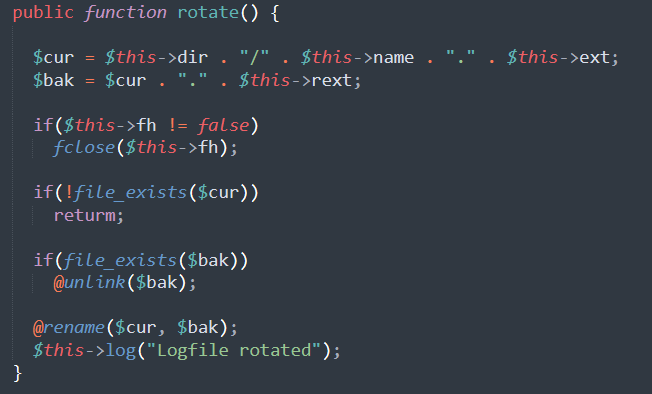 public function rotate() {
$cur = $this->dir . "/" . $this->name . "." . $this->ext;
$bak = $cur . "." . $this->rext;
if($this->fh != false)
fclose($this->fh);
if(!file_exists($cur))
returm;
if(file_exists($bak))
@unlink($bak);
@rename($cur, $bak);
$this->log("Logfile rotated");
}